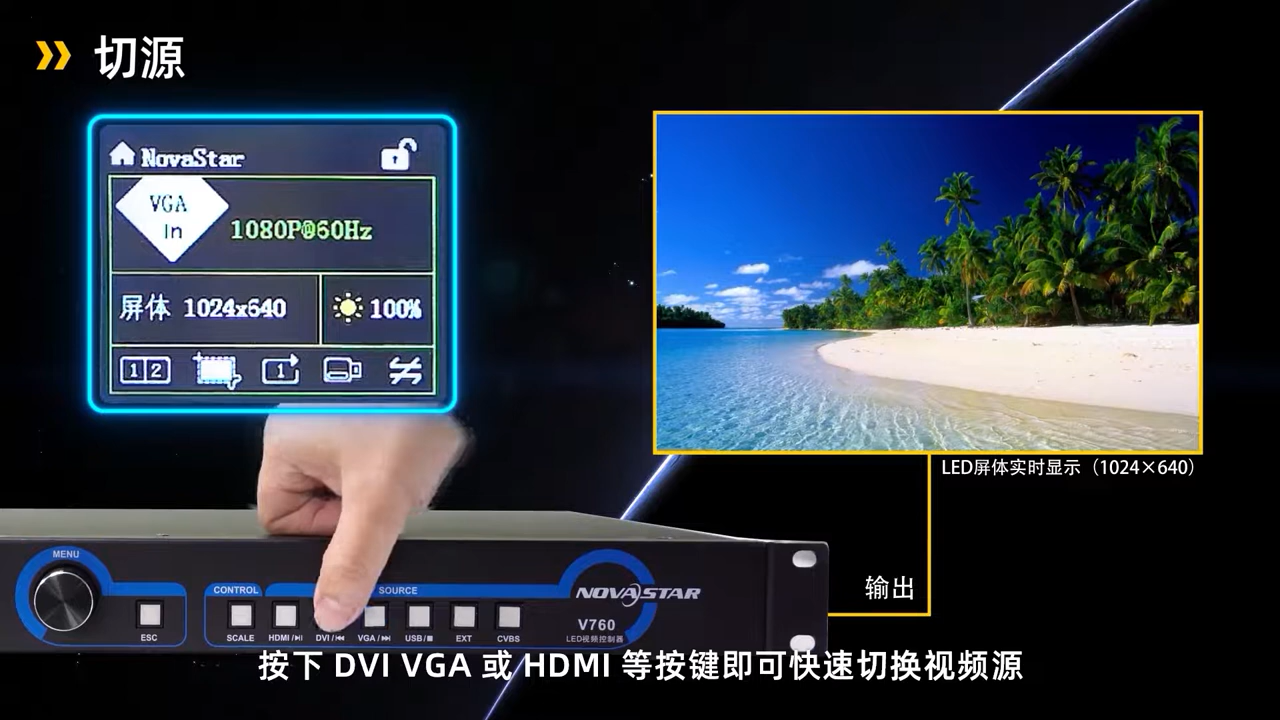 切源
NovaStar
VGA
In
1080P@60Hz
屏体 1024x640
100%
1 2
1
LED屏体实时显示（1024×640）
输出
MENU
ESC
CONTROL
SOURCE
SCALE
HDMI/⏯
DVI/⏮
VGA/⏭
USB/⏹
EXT
CVBS
NOVASTAR
V760
LED视频控制器
按下 DVI VGA 或 HDMI 等按键即可快速切换视频源